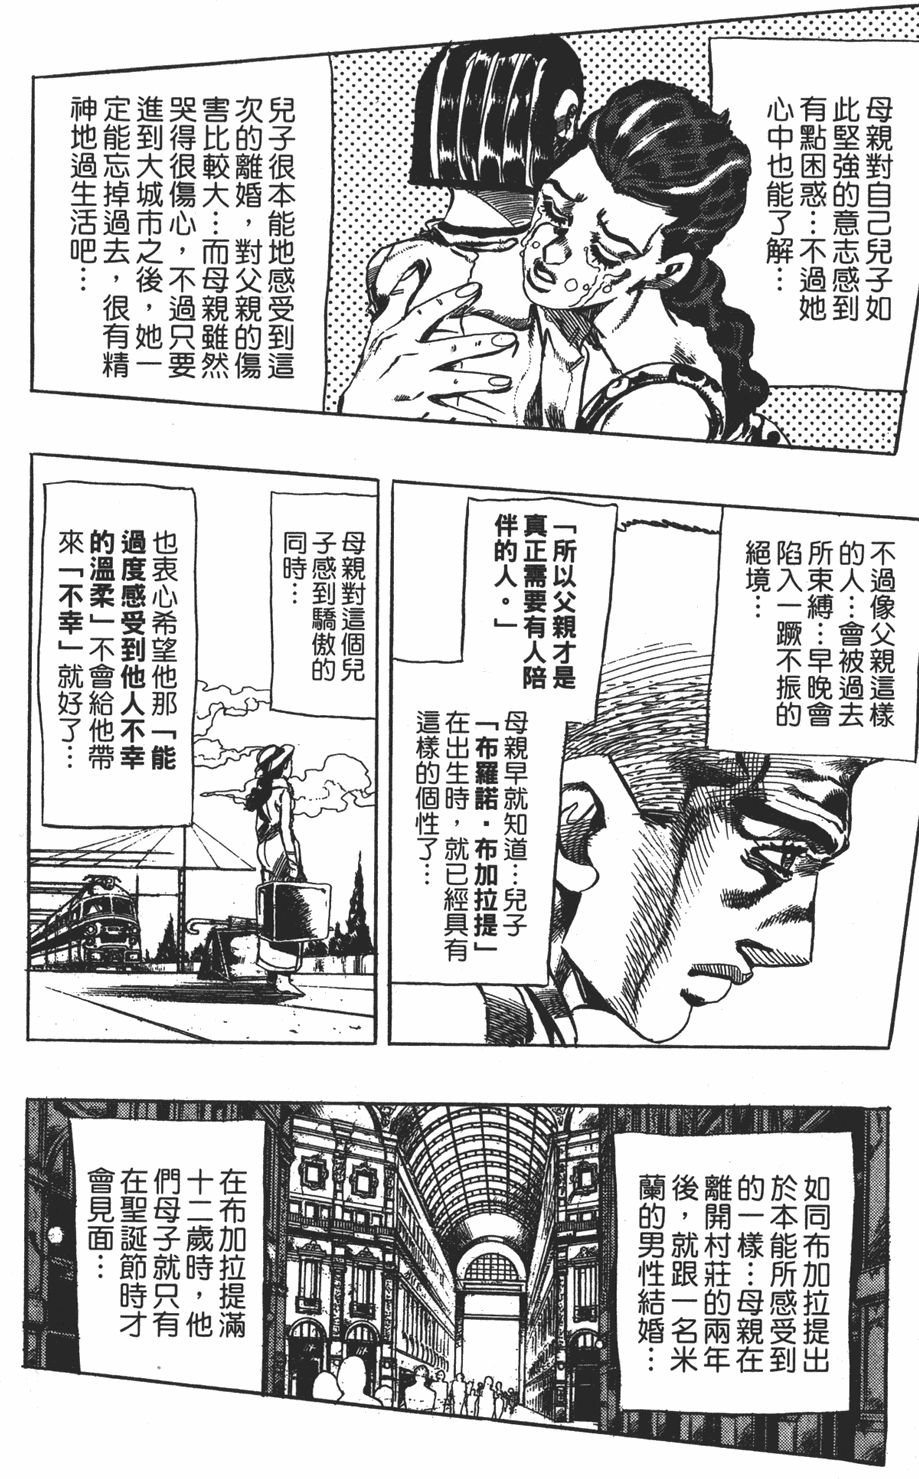 母親對自己兒子如
此堅強的意志感到
有點困惑…不過她
心中也能了解…
兒子很本能地感受到這
次的離婚，對父親的傷
害比較大…而母親雖然
哭得很傷心，不過只要
進到大城市之後，她一
定能忘掉過去，很有精
神地過生活吧…
不過像父親這樣
的人…會被過去
所束縛…早晚會
陷入一蹶不振的
絕境…
「所以父親才是
真正需要有人陪
伴的人。」
母親早就知道…兒子
「布羅諾·布加拉提」
在出生時，就已經具有
這樣的個性了…
母親對這個兒
子感到驕傲的
同時…
也衷心希望他那「能
過度感受到他人不幸
的溫柔」不會給他帶
來「不幸」就好了…
如同布加拉提出
於本能所感受到
的一樣…母親在
離開村莊的兩年
後，就跟一名米
蘭的男性結婚…
在布加拉提滿
十二歲時，他
們母子就只有
在聖誕節時才
會見面…